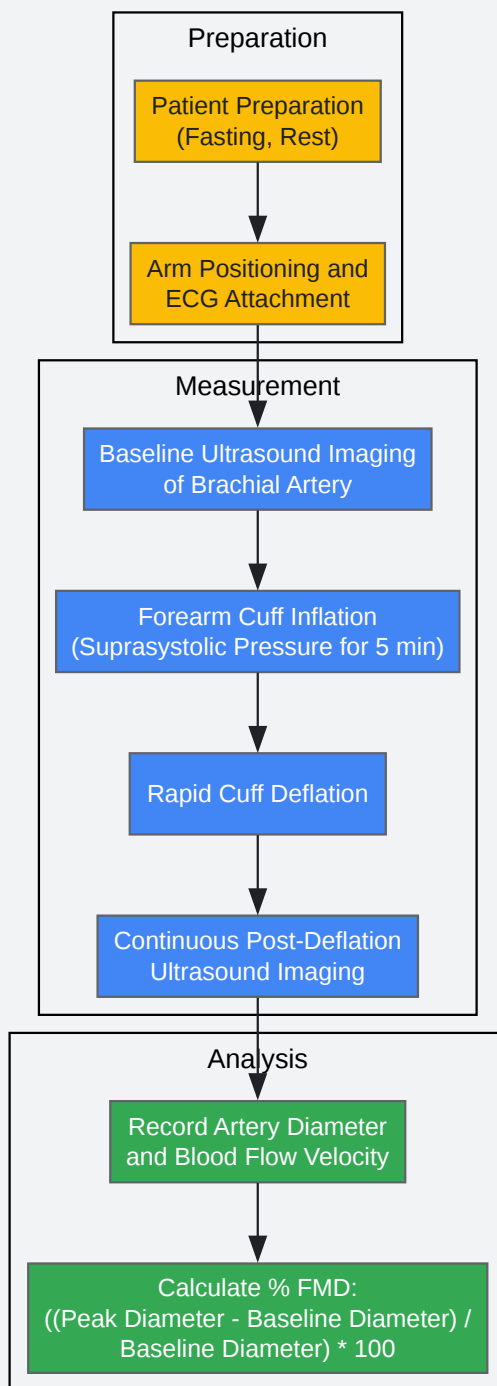 Preparation
Patient Preparation
(Fasting, Rest)
Arm Positioning and
ECG Attachment
Measurement
Baseline Ultrasound Imaging
of Brachial Artery
Forearm Cuff Inflation
(Suprasystolic Pressure for 5 min)
Rapid Cuff Deflation
Continuous Post-Deflation
Ultrasound Imaging
Analysis
Record Artery Diameter
and Blood Flow Velocity
Calculate % FMD:
((Peak Diameter - Baseline Diameter) /
Baseline Diameter) * 100